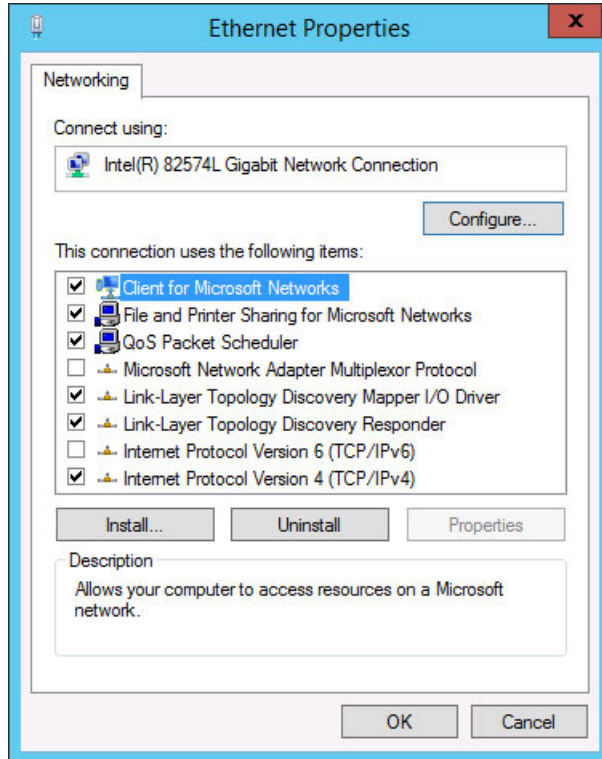 Ethernet Properties
x
Networking
Connect using:
Intel(R) 82574L Gigabit Network Connection
Configure...
This connection uses the following items:
Client for Microsoft Networks
File and Printer Sharing for Microsoft Networks
QoS Packet Scheduler
Microsoft Network Adapter Multiplexor Protocol
Link-Layer Topology Discovery Mapper I/O Driver
Link-Layer Topology Discovery Responder
Internet Protocol Version 6 (TCP/IPv6)
Internet Protocol Version 4 (TCP/IPv4)
Install... Uninstall Properties
Description
Allows your computer to access resources on a Microsoft
network.
OK Cancel